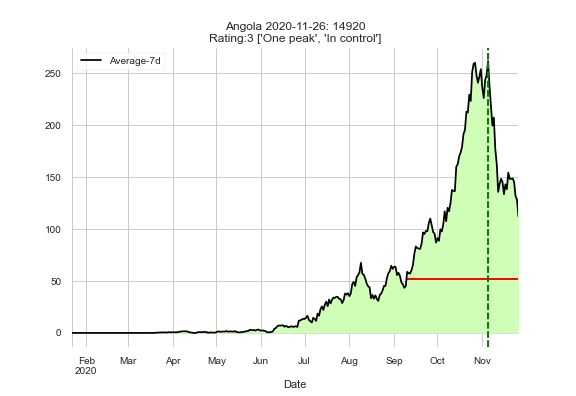 Angola 2020-11-26: 14920
Rating:3 ['One peak', 'In control']
Average-7d
250
200
150
100
50
0
Feb Mar Apr May Jun Jul Aug Sep Oct Nov
2020
Date